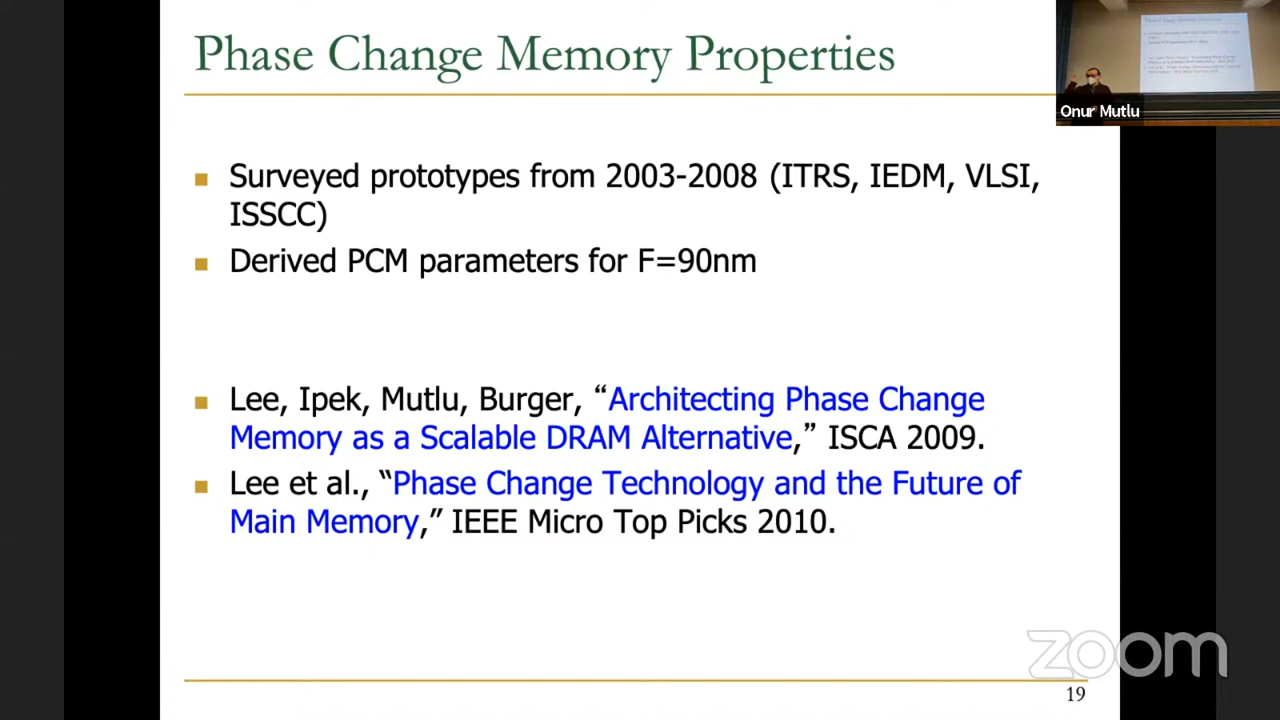 Phase Change Memory Properties
Onur Mutlu
■ Surveyed prototypes from 2003-2008 (ITRS, IEDM, VLSI,
ISSCC)
■ Derived PCM parameters for F=90nm
■ Lee, Ipek, Mutlu, Burger, “Architecting Phase Change
Memory as a Scalable DRAM Alternative,” ISCA 2009.
■ Lee et al., “Phase Change Technology and the Future of
Main Memory,” IEEE Micro Top Picks 2010.
zoom
19